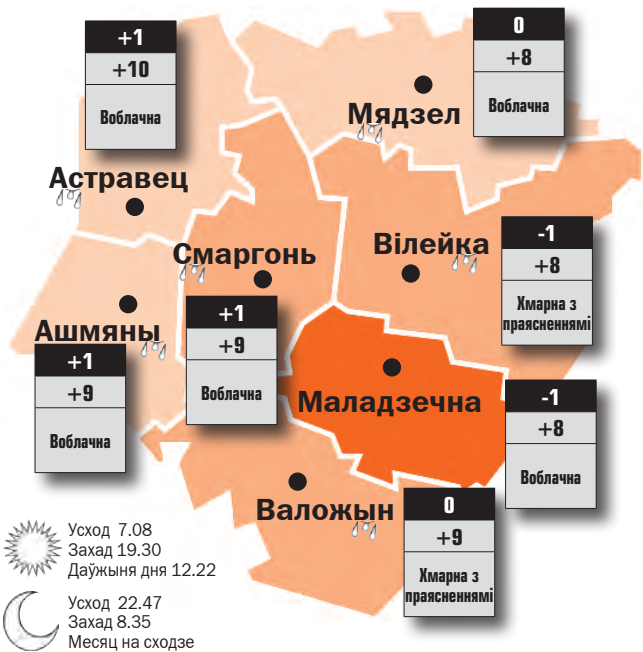 +1
+10
Воблачна
0
+8
Воблачна
Мядзел
Астравец
Смаргонь
Вілейка
-1
+8
Хмарна з
праясненнямі
Ашмяны
+1
+9
Воблачна
+1
+9
Воблачна
Маладзечна
-1
+8
Воблачна
Валожын
0
+9
Хмарна з
праясненнямі
Усход 7.08
Захад 19.30
Даўжыня дня 12.22
Усход 22.47
Захад 8.35
Месяц на сходзе